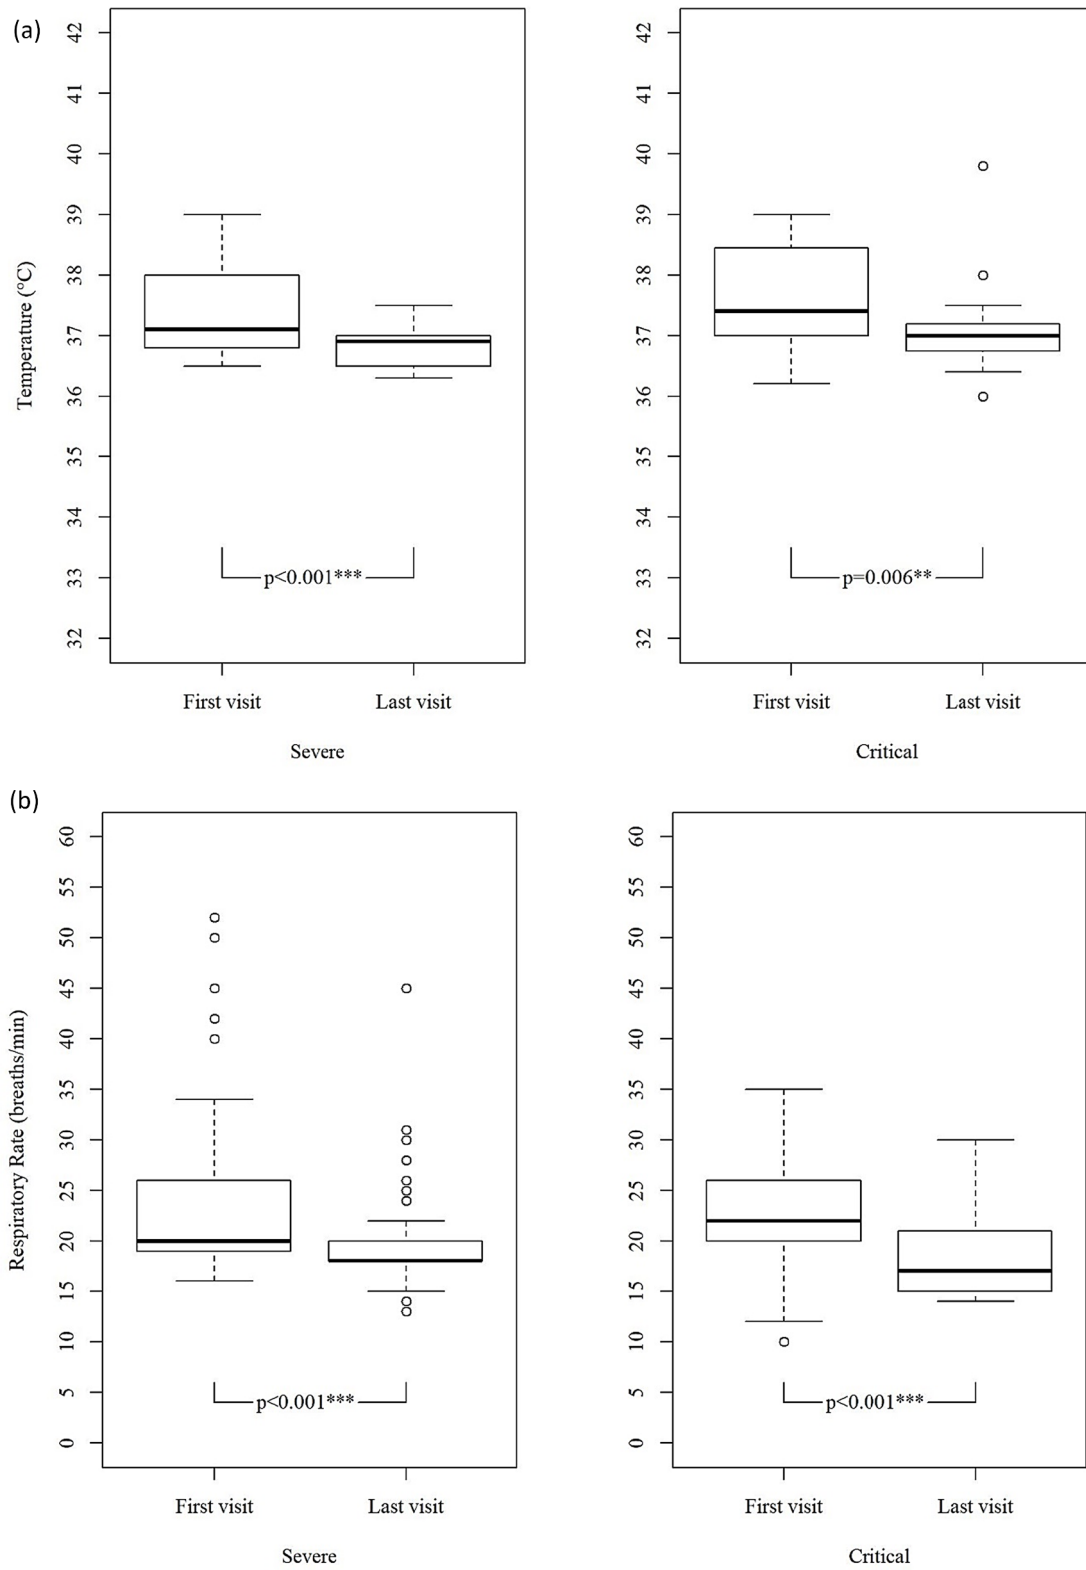 (a)
Temperature (°C)
42
41
40
39
38
37
36
35
34
33
32
p<0.001***
First visit
Last visit
Severe
42
41
40
39
38
37
36
35
34
33
32
p=0.006**
First visit
Last visit
Critical
(b)
Respiratory Rate (breaths/min)
60
55
50
45
40
35
30
25
20
15
10
5
0
p<0.001***
First visit
Last visit
Severe
60
55
50
45
40
35
30
25
20
15
10
5
0
p<0.001***
First visit
Last visit
Critical